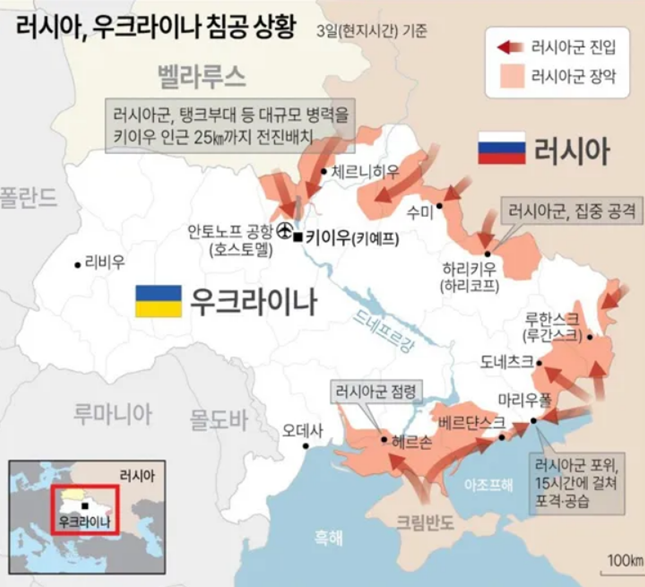 러시아, 우크라이나 침공 상황
3일(현지시간) 기준
러시아군 진입
러시아군 장악
벨라루스
러시아군, 탱크부대 등 대규모 병력을
키이우 인근 25㎞까지 전진배치
러시아
체르니히우
폴란드
수미
러시아군, 집중 공격
안토노프 공항
(호스토멜)
키이우(키예프)
리비우
하리키우
(하리코프)
우크라이나
드네프르강
루한스크
(루간스크)
도네츠크
러시아군 점령
마리우폴
루마니아
몰도바
오데사
헤르손
베르댠스크
러시아군 포위,
15시간에 걸쳐
포격·공습
아조프해
크림반도
흑해
러시아
우크라이나
100km